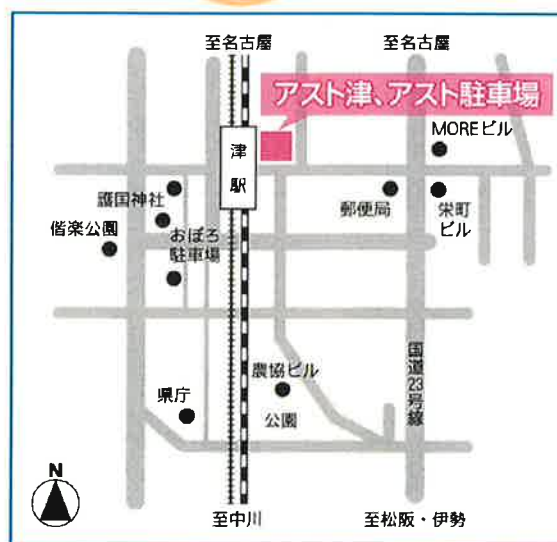 至名古屋
至名古屋
アスト津、アスト駐車場
MOREビル
津駅
護国神社
郵便局
栄町
ビル
偕楽公園
おぼろ
駐車場
国道23号線
農協ビル
県庁
公園
N
至中川
至松阪・伊勢